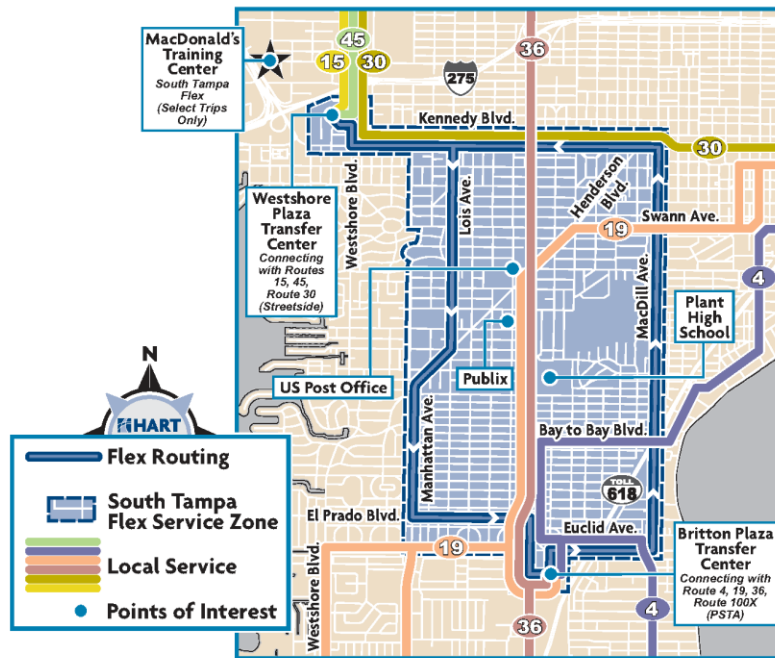 MacDonald's
Training
Center
South Tampa
Flex
(Select Trips
Only)
45
15
30
36
275
Kennedy Blvd.
30
Westshore Blvd.
Lois Ave.
Henderson
Blvd.
Swann Ave.
19
Westshore
Plaza
Transfer
Center
Connecting
with Routes
15, 45,
Route 30
(Streetside)
MacDill Ave.
4
Plant
High
School
US Post Office
Publix
N
HART
Manhattan Ave.
Bay to Bay Blvd.
TOLL
618
El Prado Blvd.
Euclid Ave.
19
Westshore Blvd.
36
4
Britton Plaza
Transfer
Center
Connecting with
Route 4, 19, 36,
Route 100X
(PSTA)
Flex Routing
South Tampa
Flex Service Zone
Local Service
Points of Interest